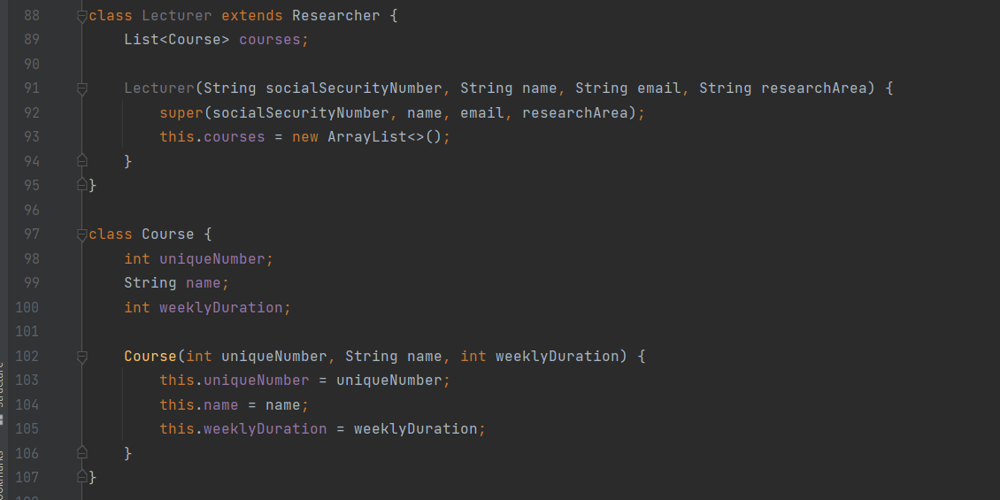 88 class Lecturer extends Researcher {
89 List<Course> courses;
90
91 Lecturer(String socialSecurityNumber, String name, String email, String researchArea) {
92 super(socialSecurityNumber, name, email, researchArea);
93 this.courses = new ArrayList<>();
94 }
95 }
96
97 class Course {
98 int uniqueNumber;
99 String name;
100 int weeklyDuration;
101
102 Course(int uniqueNumber, String name, int weeklyDuration) {
103 this.uniqueNumber = uniqueNumber;
104 this.name = name;
105 this.weeklyDuration = weeklyDuration;
106 }
107 }